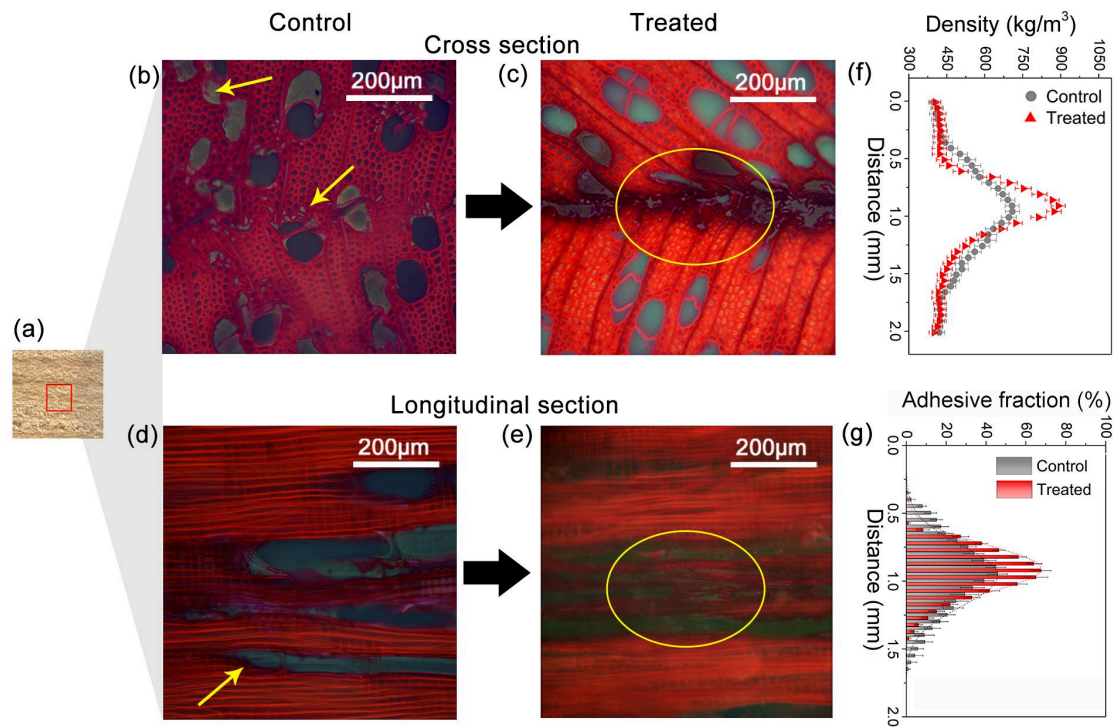 Control
Treated
Cross section
(b)
200μm
(c)
200μm
(a)
Longitudinal section
(d)
200μm
(e)
200μm
Density (kg/m³)
300 450 600 750 900 1050
(f)
Control
Treated
Distance (mm)
0.0
0.5
1.0
1.5
2.0
Adhesive fraction (%)
0 20 40 60 80 100
(g)
Control
Treated
Distance (mm)
0.0
0.5
1.0
1.5
2.0